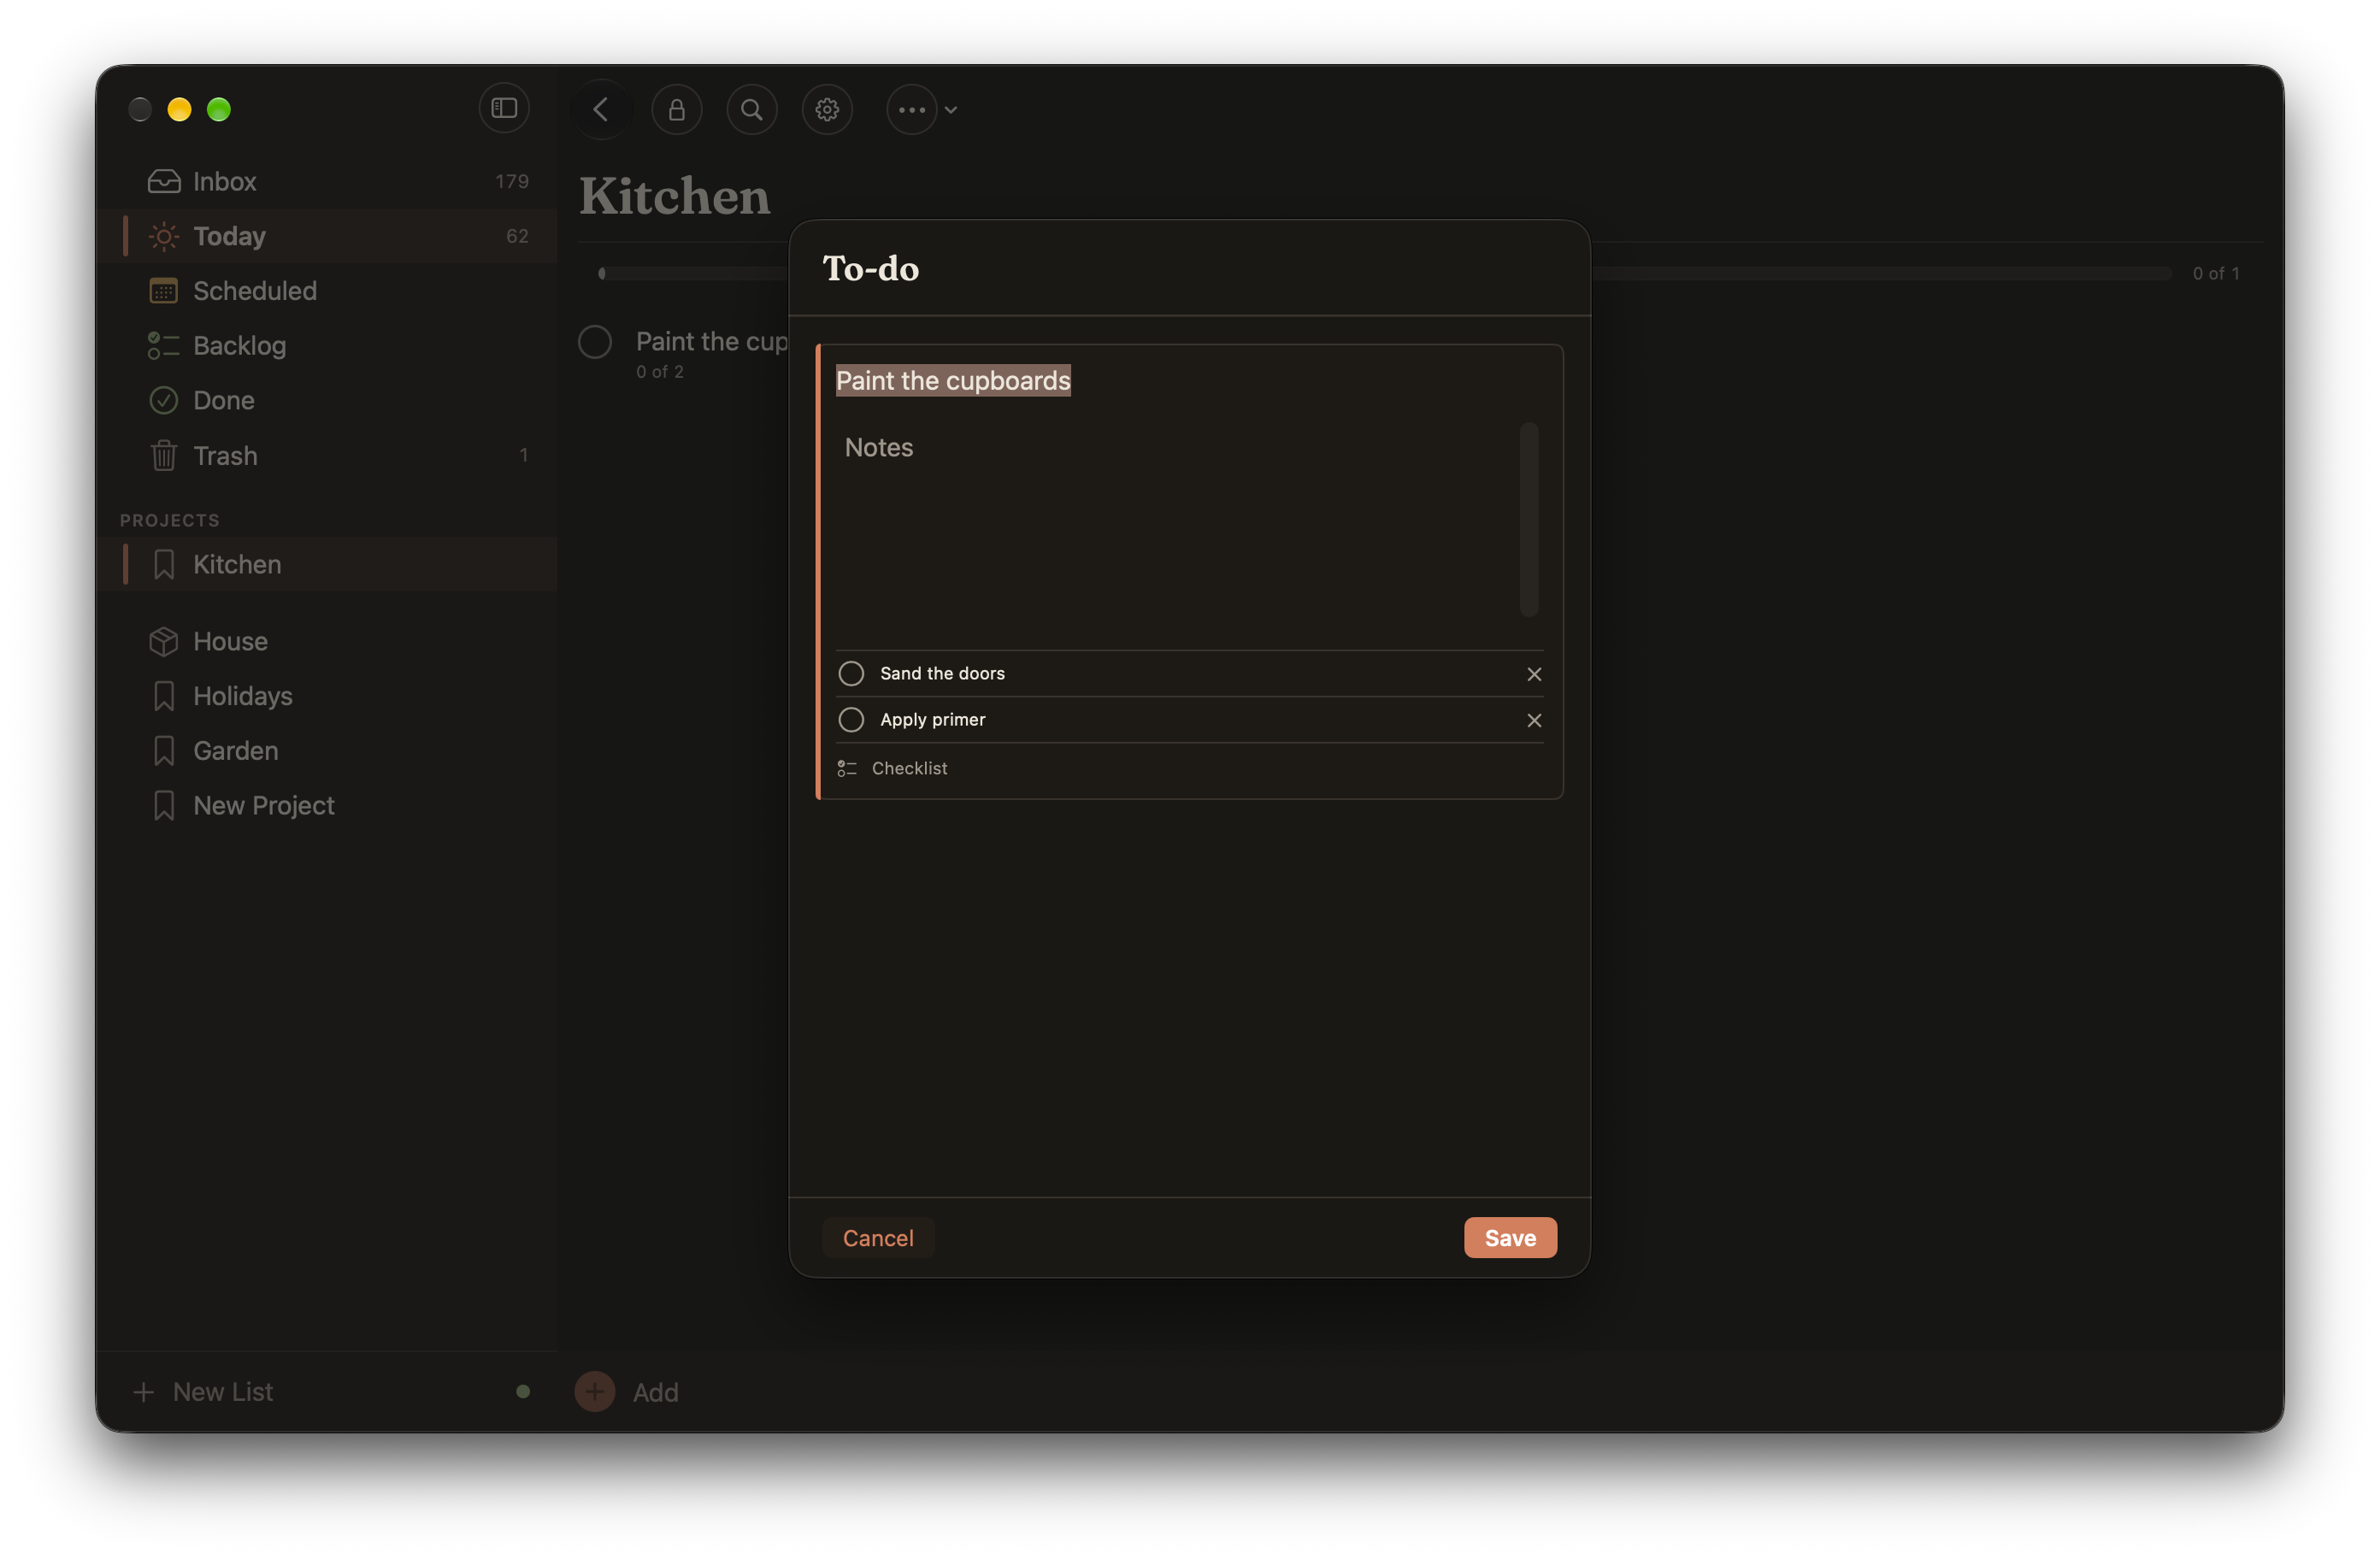 Inbox 179
Today 62
Scheduled
Backlog
Done
Trash 1
PROJECTS
Kitchen
House
Holidays
Garden
New Project
New List
Kitchen
0 of 1
Paint the cup
0 of 2
Add
To-do
Paint the cupboards
Notes
Sand the doors
Apply primer
Checklist
Cancel
Save